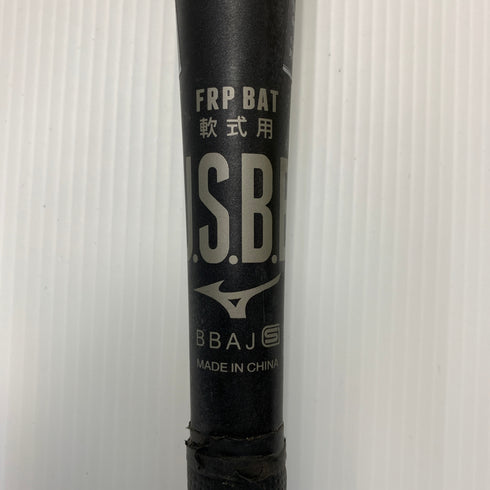 FRP BAT
軟式用
.S.B.
BBAJ S
MADE IN CHINA